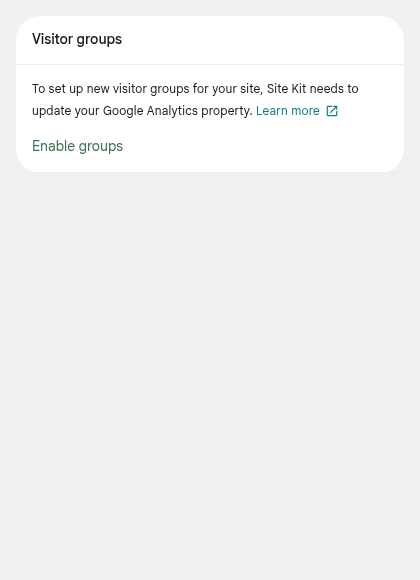 Visitor groups
To set up new visitor groups for your site, Site Kit needs to
update your Google Analytics property. Learn more
Enable groups